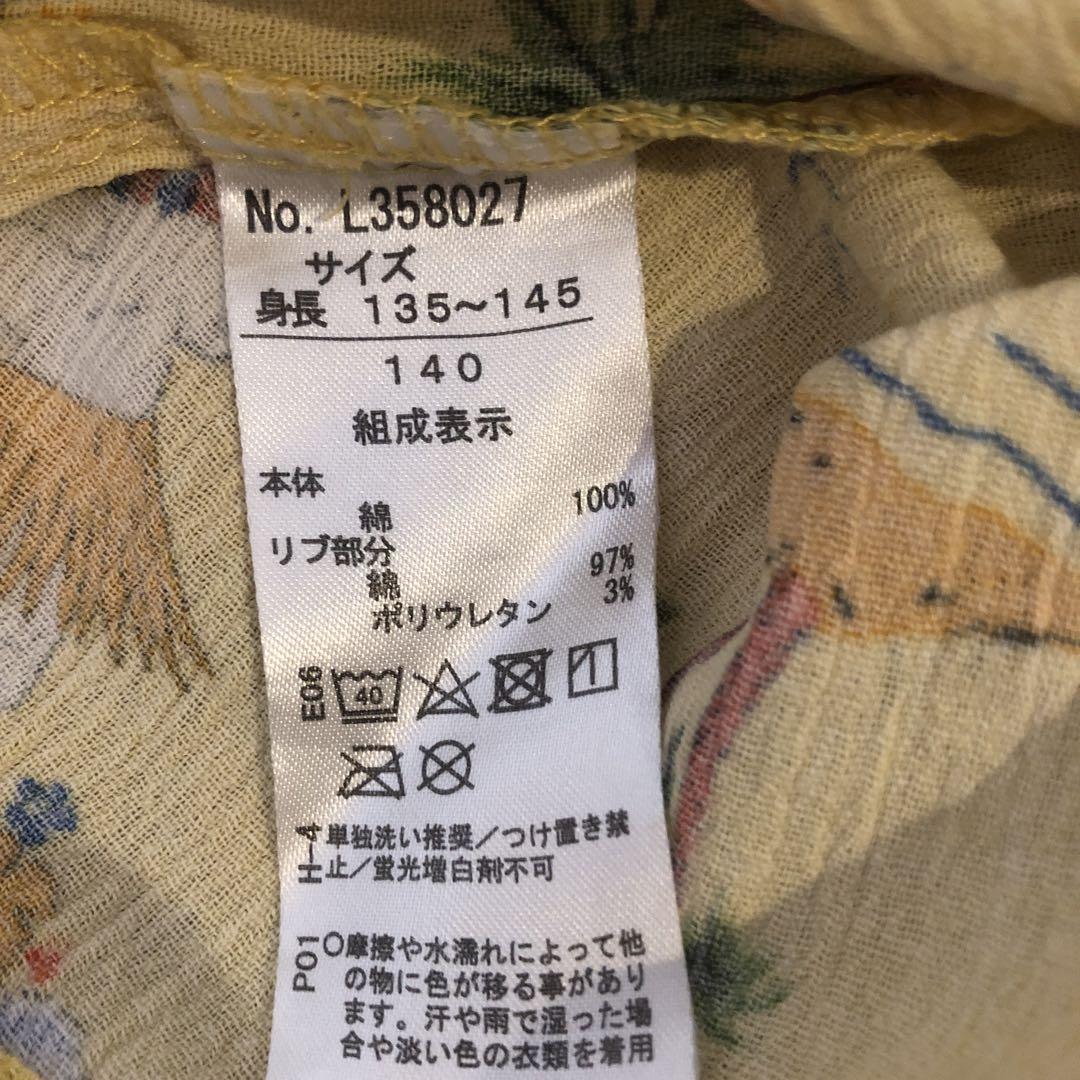 No. L358027
サイズ
身長 135～145
140
組成表示
本体
綿 100%
リブ部分
綿 97%
ポリウレタン 3%
E06 40
H-4 単独洗い推奨／つけ置き禁
止／蛍光増白剤不可
P01 ○摩擦や水濡れによって他
の物に色が移る事があり
ます。汗や雨で湿った場
合や淡い色の衣類を着用